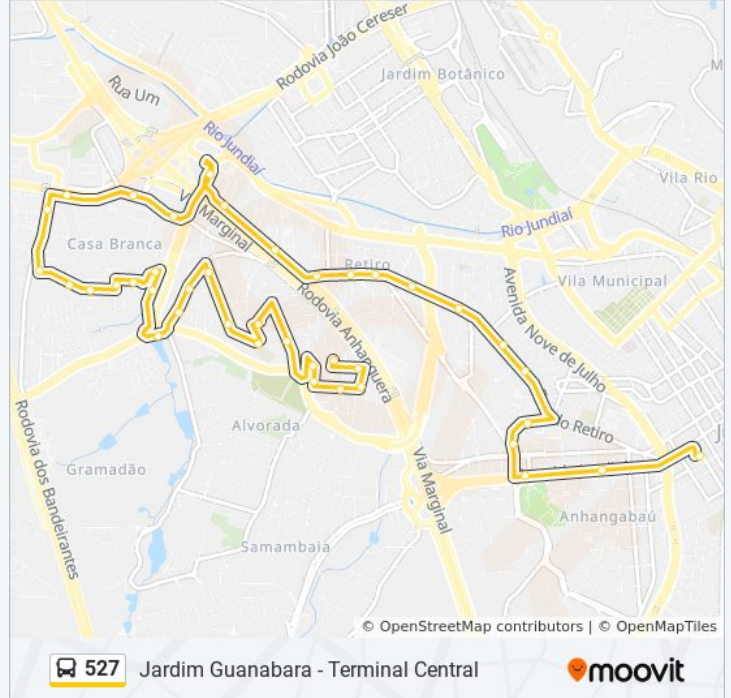 Rodovia João Cereser
Jardim Botânico
M
Rua Um
Rio Jundiaí
Vila Rio
Rio Jundiaí
Via Marginal
Casa Branca
Retiro
Vila Municipal
Avenida Nove de Julho
Rodovia Anhanguera
do Retiro
J
Alvorada
Rodovia dos Bandeirantes
Gramadão
Via Marginal
Anhangabaú
Samambaia
© OpenStreetMap contributors | © OpenMapTiles
527 Jardim Guanabara - Terminal Central moovit